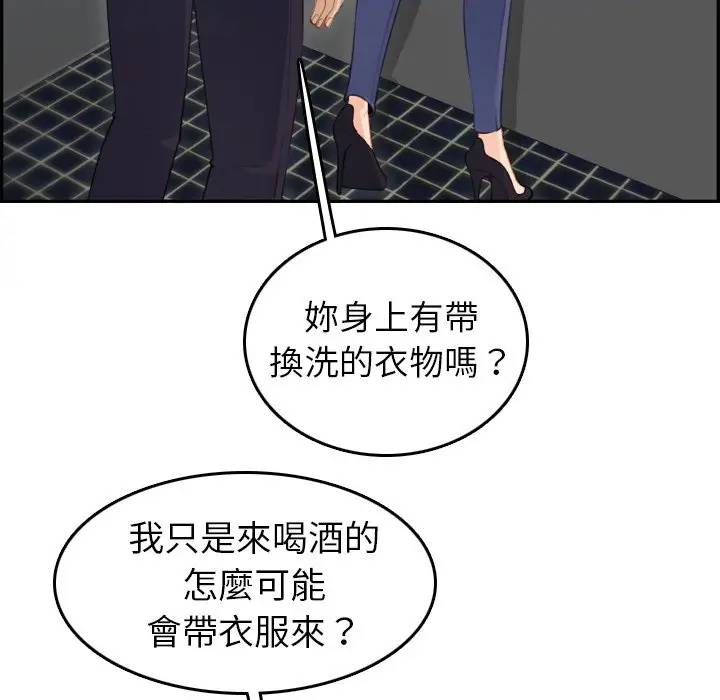 妳身上有帶
換洗的衣物嗎？
我只是來喝酒的
怎麼可能
會帶衣服來？